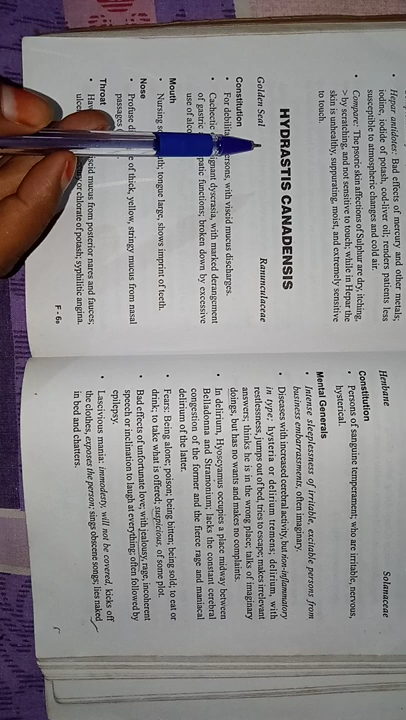 • Hepar antidotes: Bad effects of mercury and other metals;
iodine, iodide of potash, cod-liver oil; renders patients less
susceptible to atmospheric changes and cold air.
• Compare: The psoric skin affections of Sulphur are dry, itching,
> by scratching, and not sensitive to touch; while in Hepar the
skin is unhealthy, suppurating, moist, and extremely sensitive
to touch.
HYDRASTIS CANADENSIS
Golden Seal Ranunculaceae
Constitution
• For debilitated persons, with viscid mucus discharges.
• Cachectic malignant dyscrasia, with marked derangement
of gastric hepatic functions; broken down by excessive
use of alco
Mouth
• Nursing so mouth; tongue large, shows imprint of teeth.
Nose
• Profuse di e of thick, yellow, stringy mucus from nasal
passages
Throat
• Haw viscid mucus from posterior nares and fauces;
ulcer or chlorate of potash; syphilitic angina.
F - 6a
Henbane Solanaceae
Constitution
• Persons of sanguine temperament; who are irritable, nervous,
hysterical.
Mental Generals
• Intense sleeplessness of irritable, excitable persons from
business embarrassments, often imaginary.
• Diseases with increased cerebral activity, but non-inflammatory
in type; hysteria or delirium tremens; delirium, with
restlessness, jumps out of bed, tries to escape; makes irrelevant
answers; thinks he is in the wrong place; talks of imaginary
doings, but has no wants and makes no complaints.
• In delirium, Hyoscyamus occupies a place midway between
Belladonna and Stramonium; lacks the constant cerebral
congestion of the former and the fierce rage and maniacal
delirium of the latter.
Fears: Being alone; poison; being bitten; being sold; to eat or
drink; to take what is offered; suspicious, of some plot.
• Bad effects of unfortunate love; with jealousy, rage, incoherent
speech or inclination to laugh at everything; often followed by
epilepsy.
• Lascivious mania: immodesty, will not be covered, kicks off
the clothes, exposes the person; sings obscene songs; lies naked
in bed and chatters.